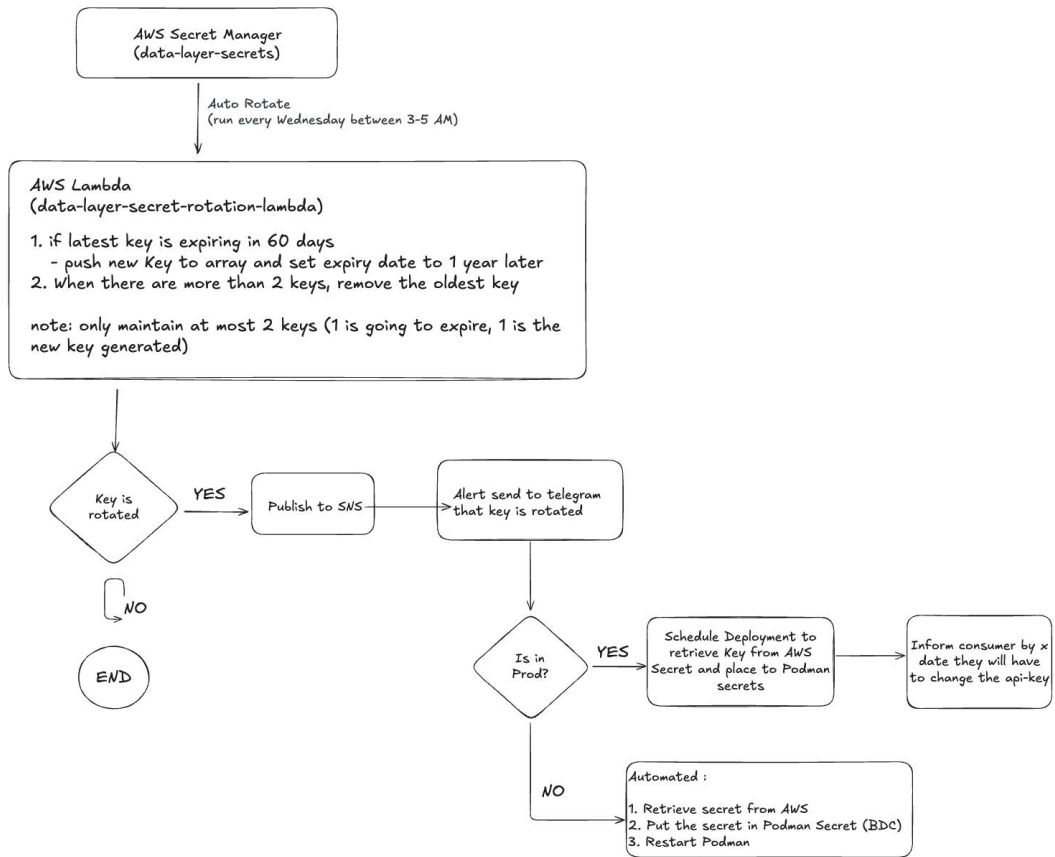 AWS Secret Manager
(data-layer-secrets)
Auto Rotate
(run every Wednesday between 3-5 AM)
AWS Lambda
(data-layer-secret-rotation-lambda)
1. if latest key is expiring in 60 days
- push new Key to array and set expiry date to 1 year later
2. When there are more than 2 keys, remove the oldest key
note: only maintain at most 2 keys (1 is going to expire, 1 is the
new key generated)
Key is
rotated
YES
Publish to SNS
Alert send to telegram
that key is rotated
NO
END
Is in
Prod?
YES
Schedule Deployment to
retrieve Key from AWS
Secret and place to Podman
secrets
Inform consumer by x
date they will have
to change the api-key
NO
Automated :
1. Retrieve secret from AWS
2. Put the secret in Podman Secret (BDC)
3. Restart Podman